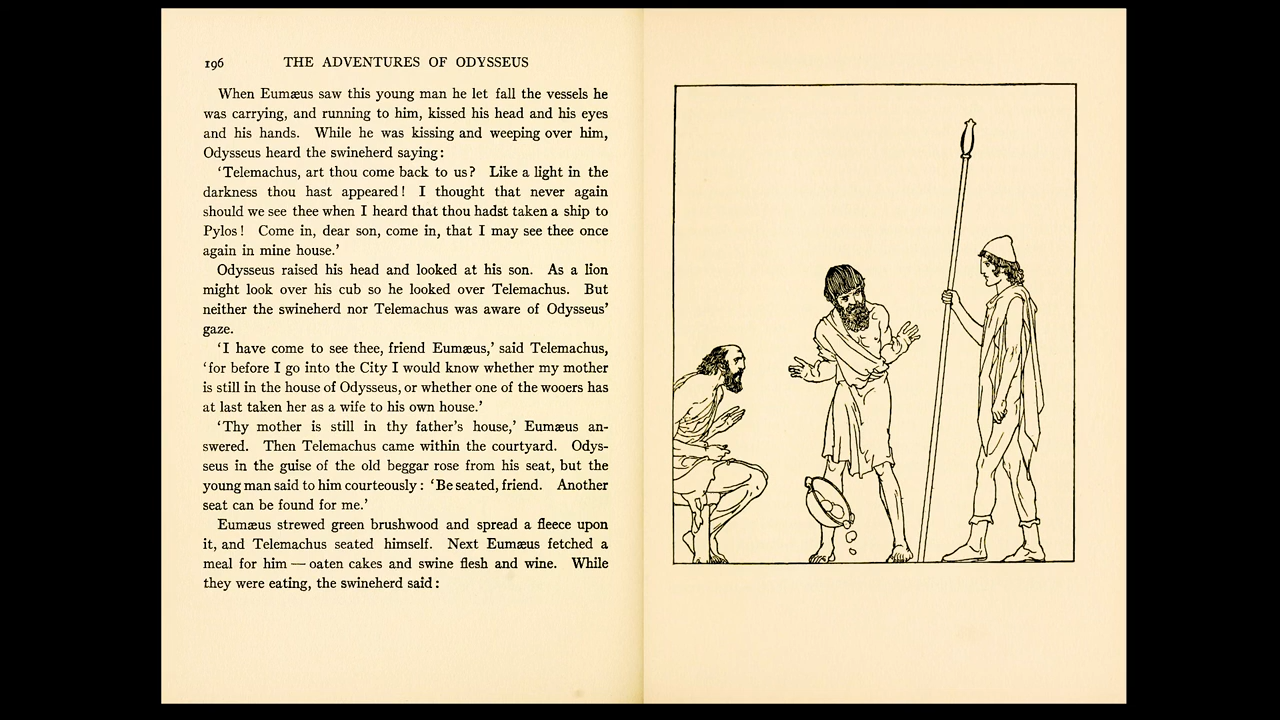 196 THE ADVENTURES OF ODYSSEUS
When Eumæus saw this young man he let fall the vessels he
was carrying, and running to him, kissed his head and his eyes
and his hands. While he was kissing and weeping over him,
Odysseus heard the swineherd saying:
‘Telemachus, art thou come back to us? Like a light in the
darkness thou hast appeared! I thought that never again
should we see thee when I heard that thou hadst taken a ship to
Pylos! Come in, dear son, come in, that I may see thee once
again in mine house.’
Odysseus raised his head and looked at his son. As a lion
might look over his cub so he looked over Telemachus. But
neither the swineherd nor Telemachus was aware of Odysseus’
gaze.
‘I have come to see thee, friend Eumæus,’ said Telemachus,
‘for before I go into the City I would know whether my mother
is still in the house of Odysseus, or whether one of the wooers has
at last taken her as a wife to his own house.’
‘Thy mother is still in thy father’s house,’ Eumæus an-
swered. Then Telemachus came within the courtyard. Odys-
seus in the guise of the old beggar rose from his seat, but the
young man said to him courteously: ‘Be seated, friend. Another
seat can be found for me.’
Eumæus strewed green brushwood and spread a fleece upon
it, and Telemachus seated himself. Next Eumæus fetched a
meal for him — oaten cakes and swine flesh and wine. While
they were eating, the swineherd said: